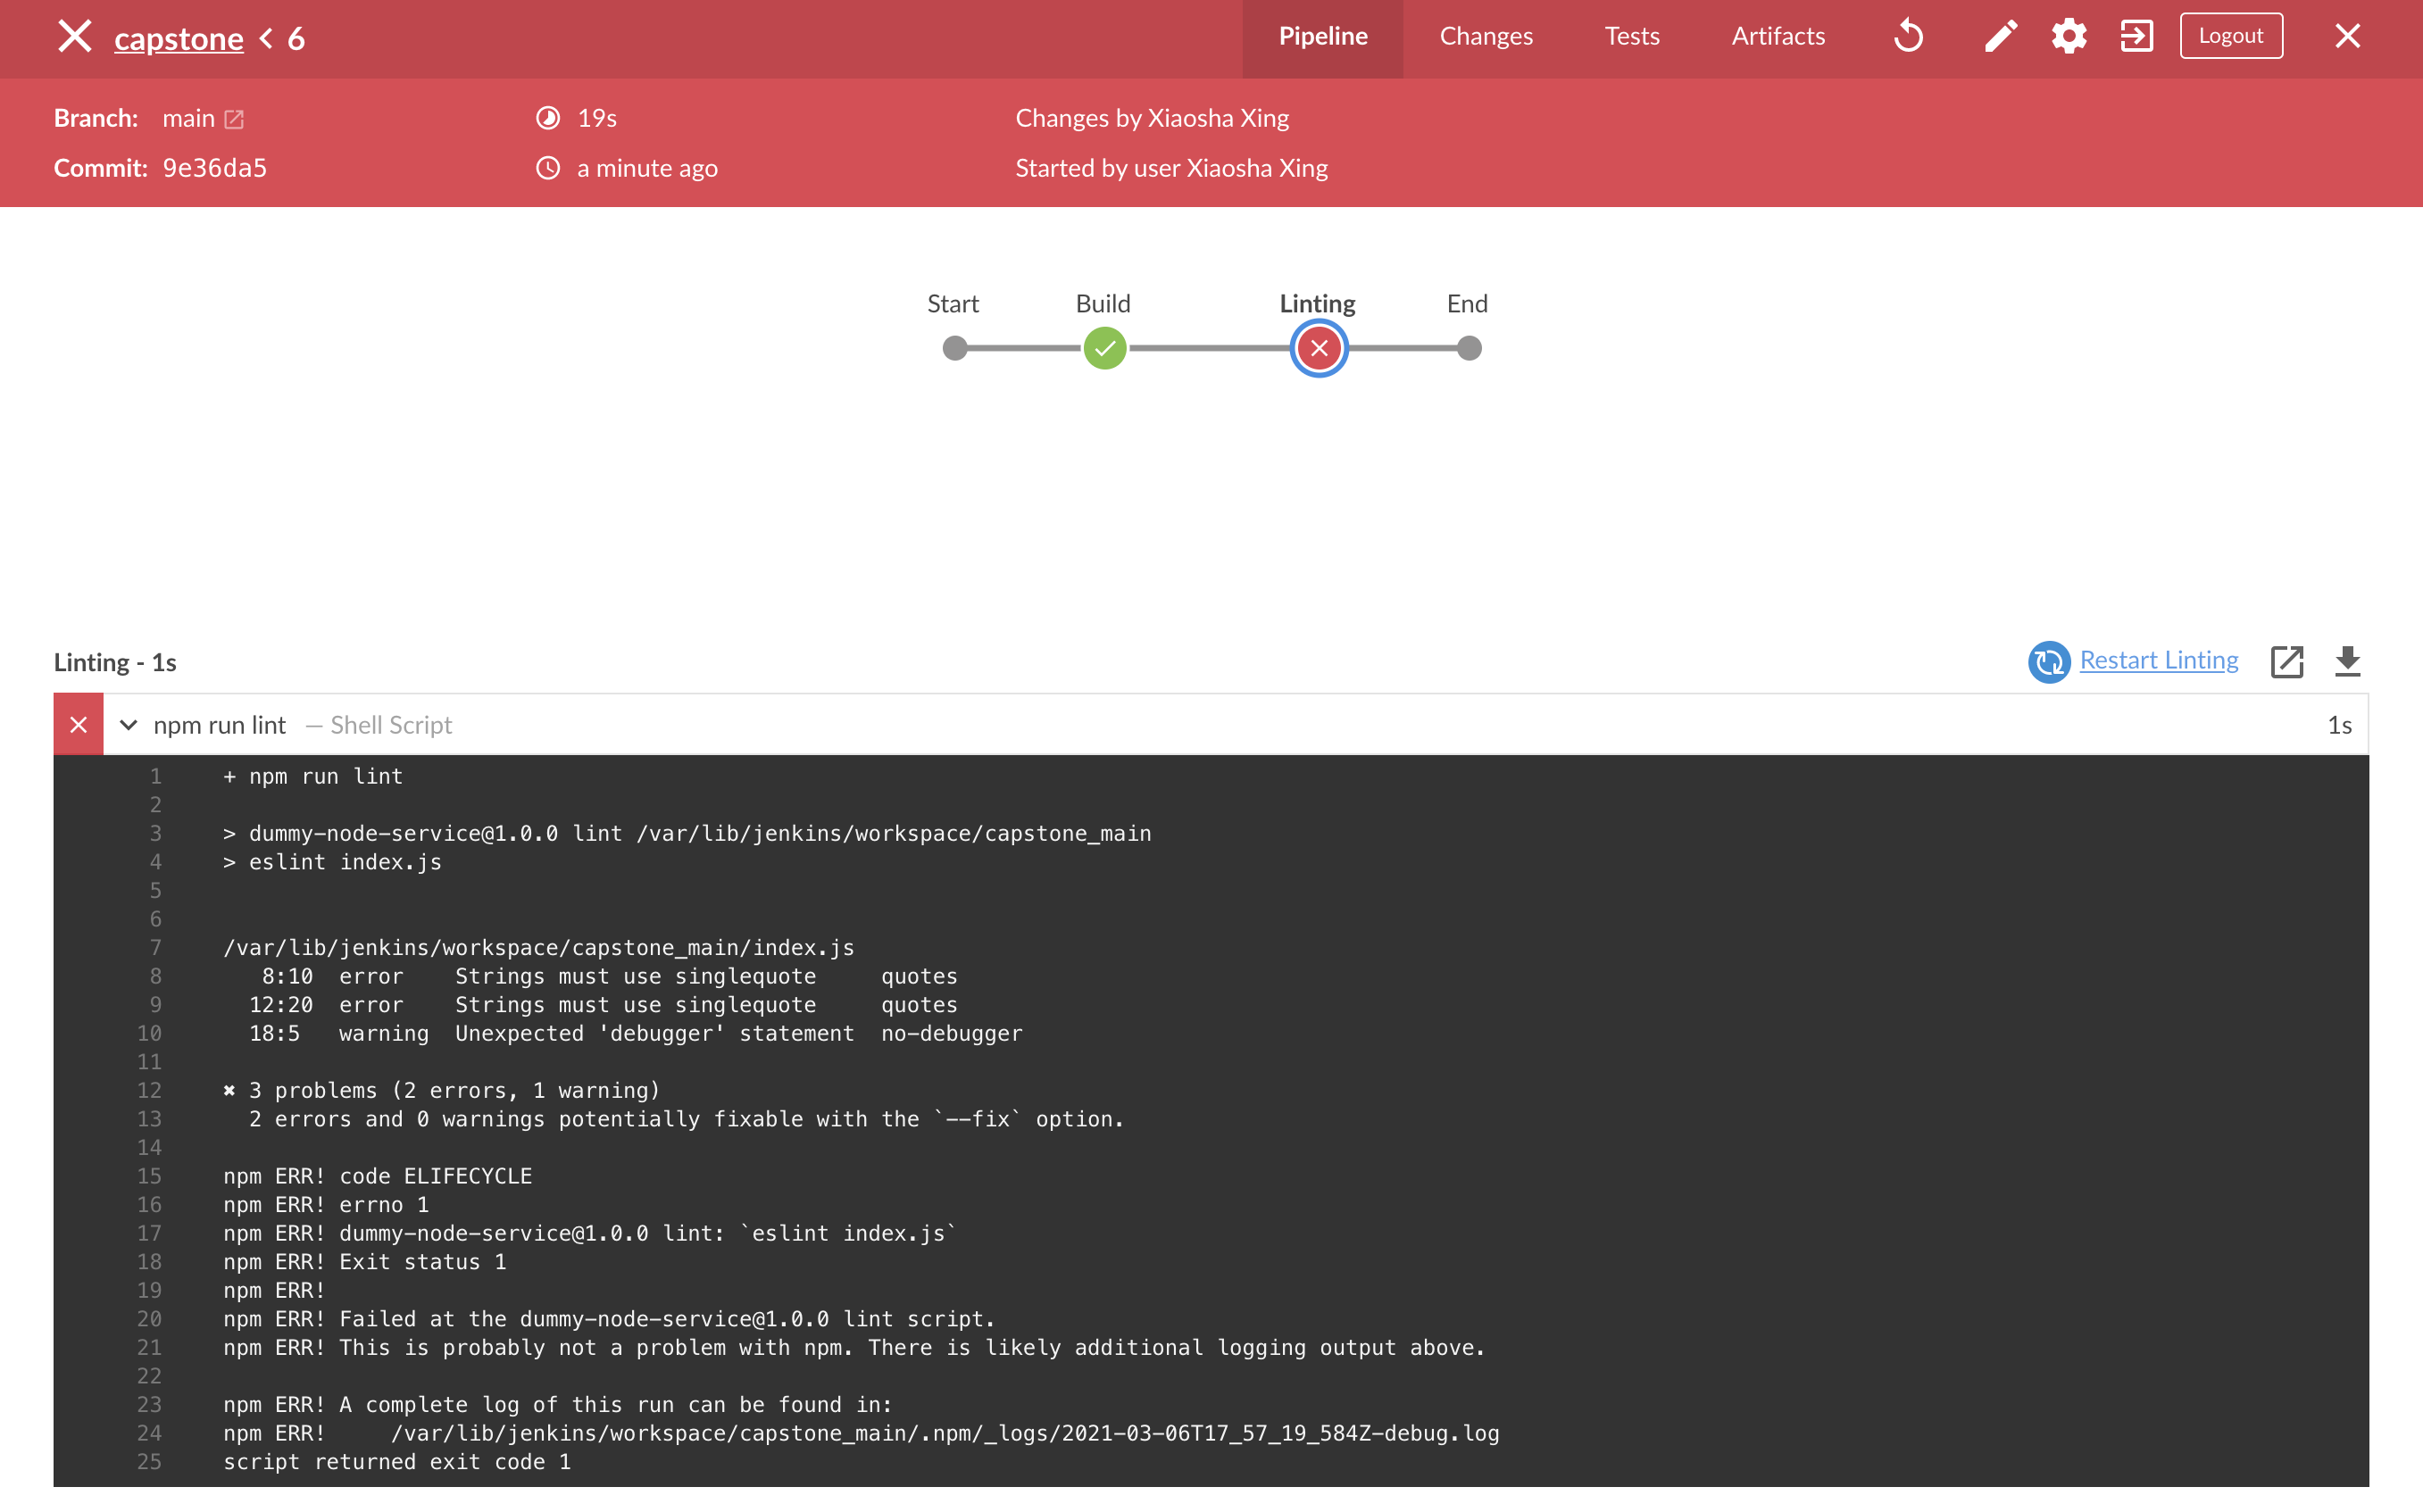 capstone < 6
Pipeline
Changes
Tests
Artifacts
Logout
Branch: main
19s
Changes by Xiaosha Xing
Commit: 9e36da5
a minute ago
Started by user Xiaosha Xing
Start
Build
Linting
End
Linting - 1s
Restart Linting
npm run lint — Shell Script
1s
1 + npm run lint
2
3 > dummy-node-service@1.0.0 lint /var/lib/jenkins/workspace/capstone_main
4 > eslint index.js
5
6
7 /var/lib/jenkins/workspace/capstone_main/index.js
8 8:10 error Strings must use singlequote quotes
9 12:20 error Strings must use singlequote quotes
10 18:5 warning Unexpected 'debugger' statement no-debugger
11
12 ✖ 3 problems (2 errors, 1 warning)
13 2 errors and 0 warnings potentially fixable with the `--fix` option.
14
15 npm ERR! code ELIFECYCLE
16 npm ERR! errno 1
17 npm ERR! dummy-node-service@1.0.0 lint: `eslint index.js`
18 npm ERR! Exit status 1
19 npm ERR!
20 npm ERR! Failed at the dummy-node-service@1.0.0 lint script.
21 npm ERR! This is probably not a problem with npm. There is likely additional logging output above.
22
23 npm ERR! A complete log of this run can be found in:
24 npm ERR! /var/lib/jenkins/workspace/capstone_main/.npm/_logs/2021-03-06T17_57_19_584Z-debug.log
25 script returned exit code 1